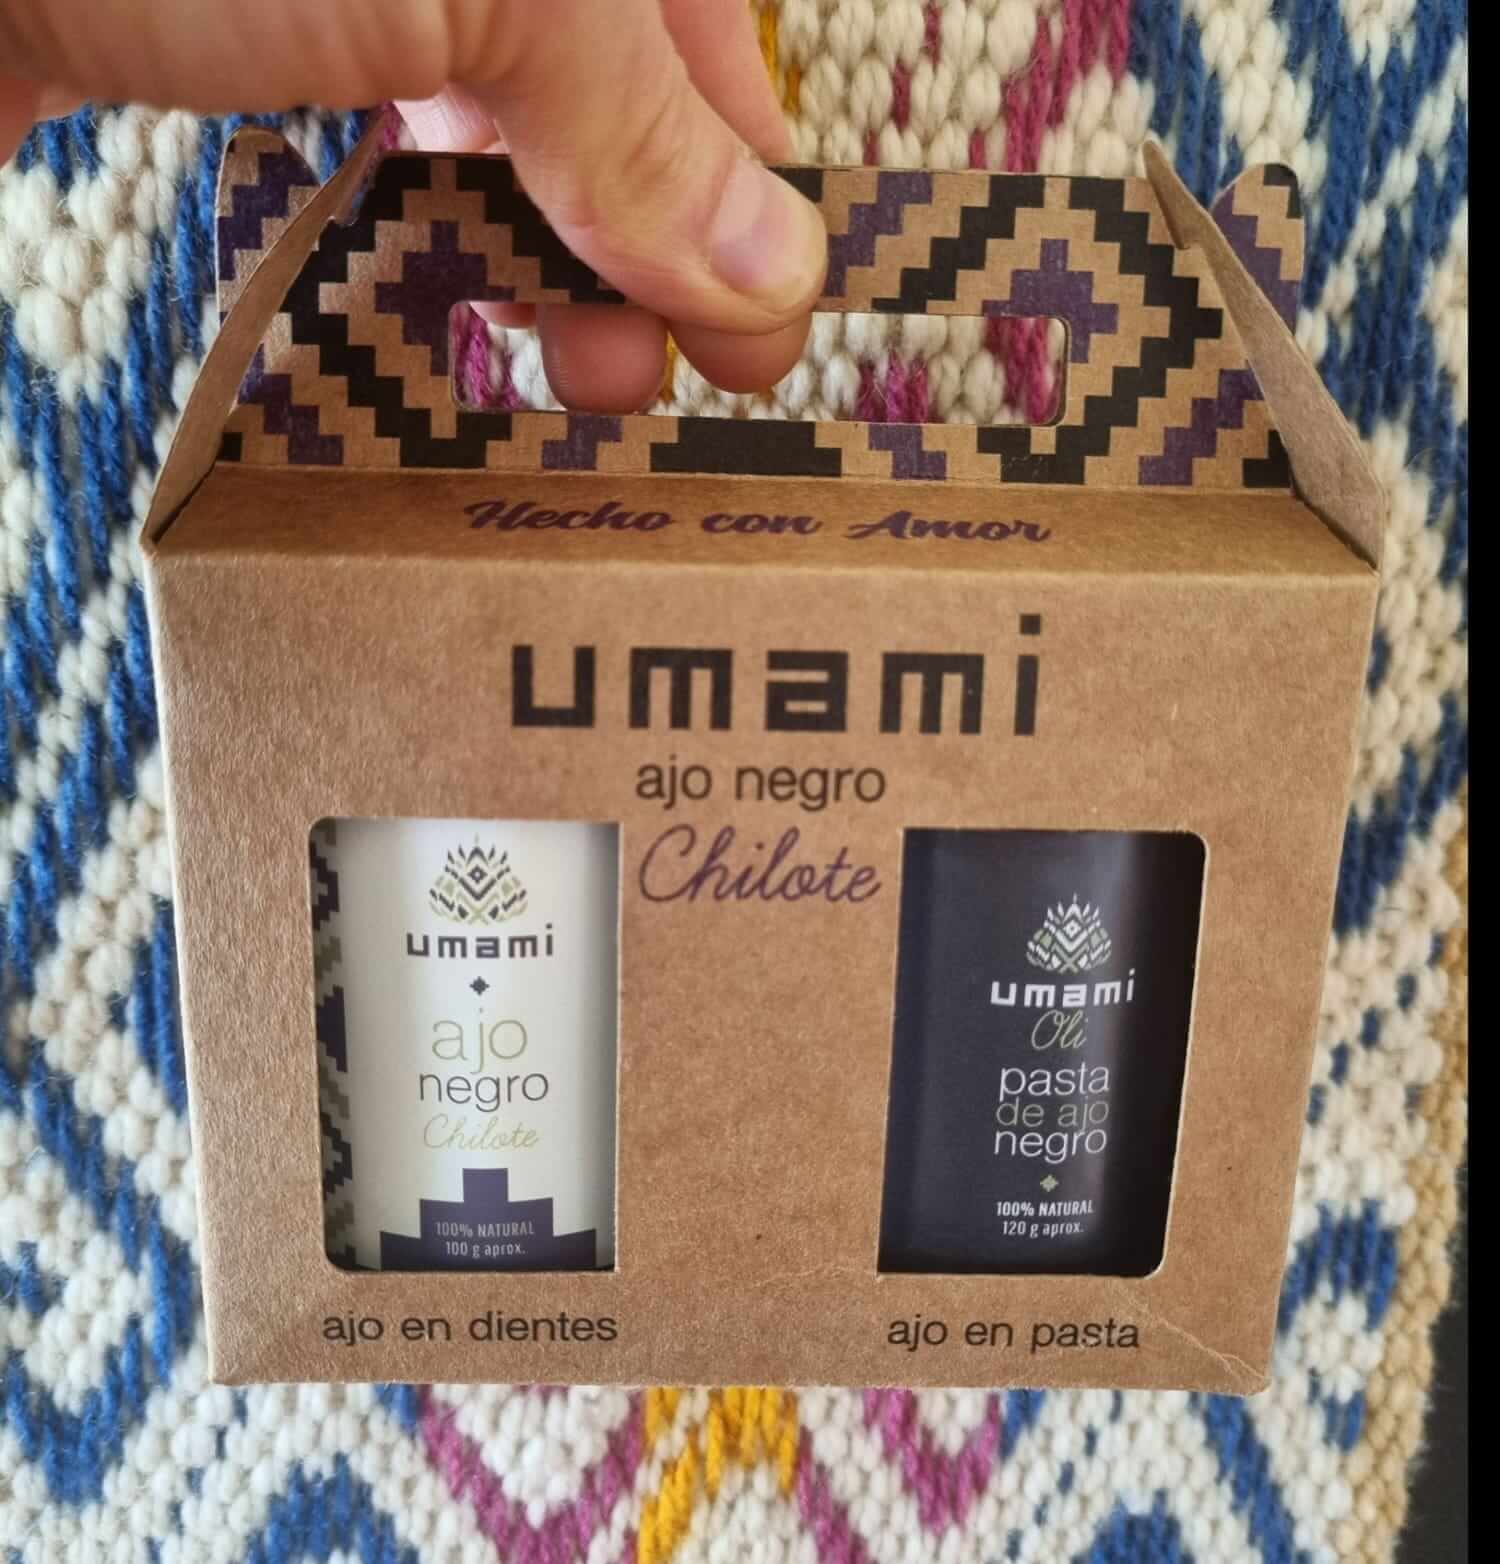 Hecho con Amor
umami
ajo negro
Chilote
umami
ajo
negro
Chilote
100% NATURAL
100 g aprox.
ajo en dientes
umami
Oli
pasta
de ajo
negro
100% NATURAL
120 g aprox.
ajo en pasta